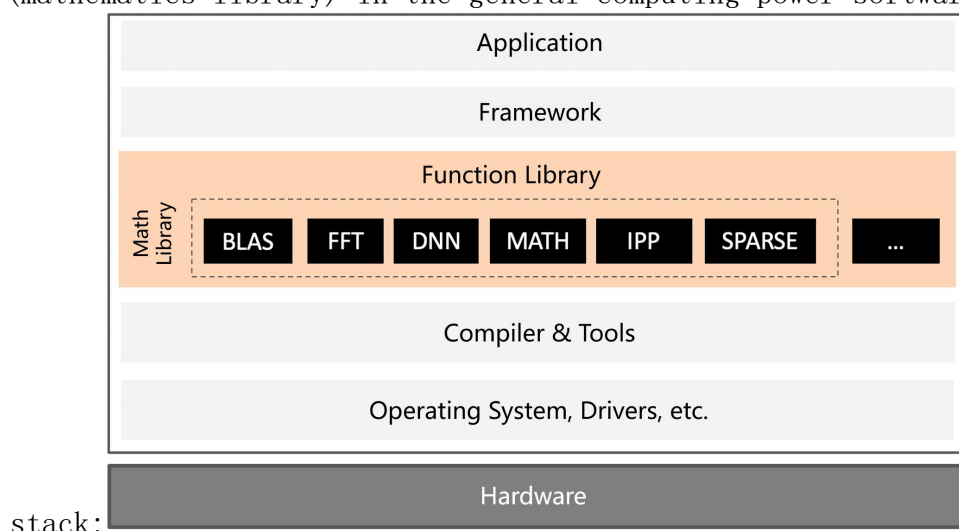 (mathematics library) in the general computing power softwar
Application
Framework
Function Library
Math
Library
BLAS FFT DNN MATH IPP SPARSE ...
Compiler & Tools
Operating System, Drivers, etc.
Hardware
stack: